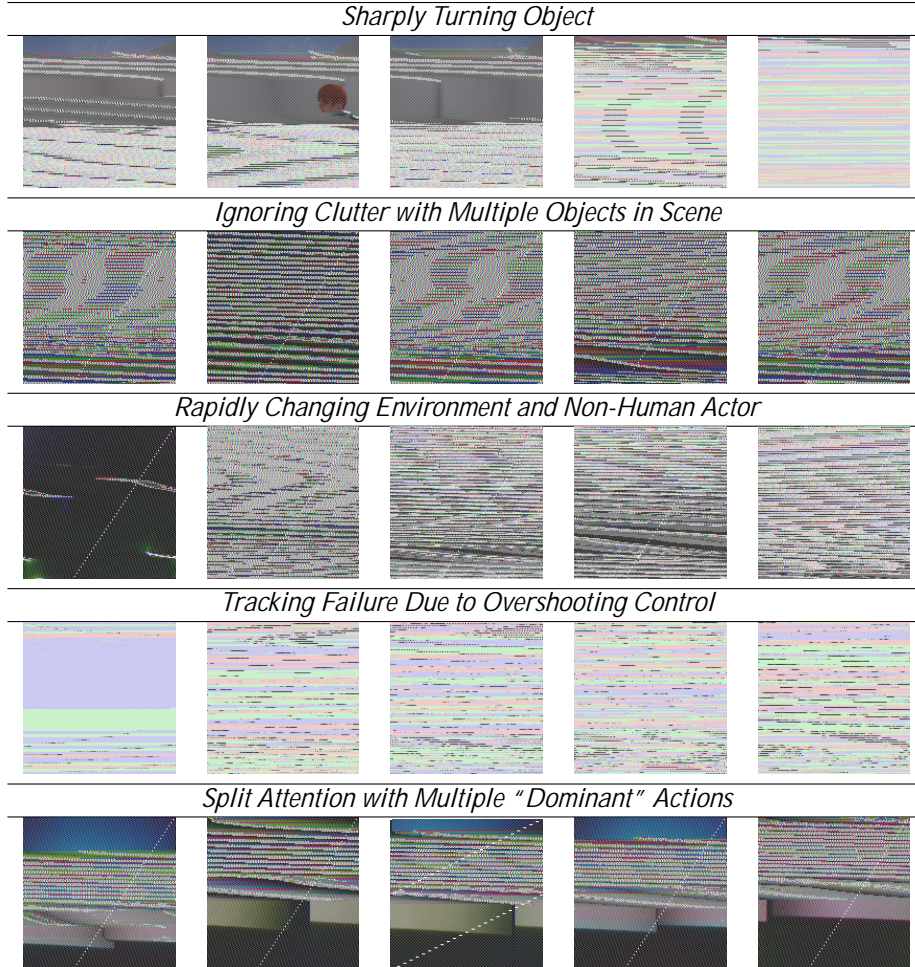 Sharply Turning Object
Ignoring Clutter with Multiple Objects in Scene
Rapidly Changing Environment and Non-Human Actor
Tracking Failure Due to Overshooting Control
Split Attention with Multiple “Dominant” Actions